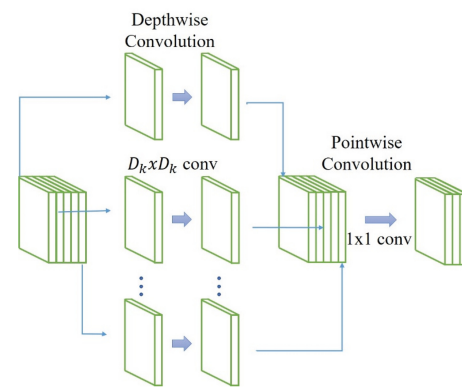 Depthwise
Convolution
D_k x D_k conv
Pointwise
Convolution
1x1 conv